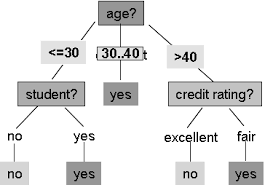 age?
<=30
30..40
>40
student?
yes
credit rating?
no
yes
excellent
fair
no
yes
no
yes